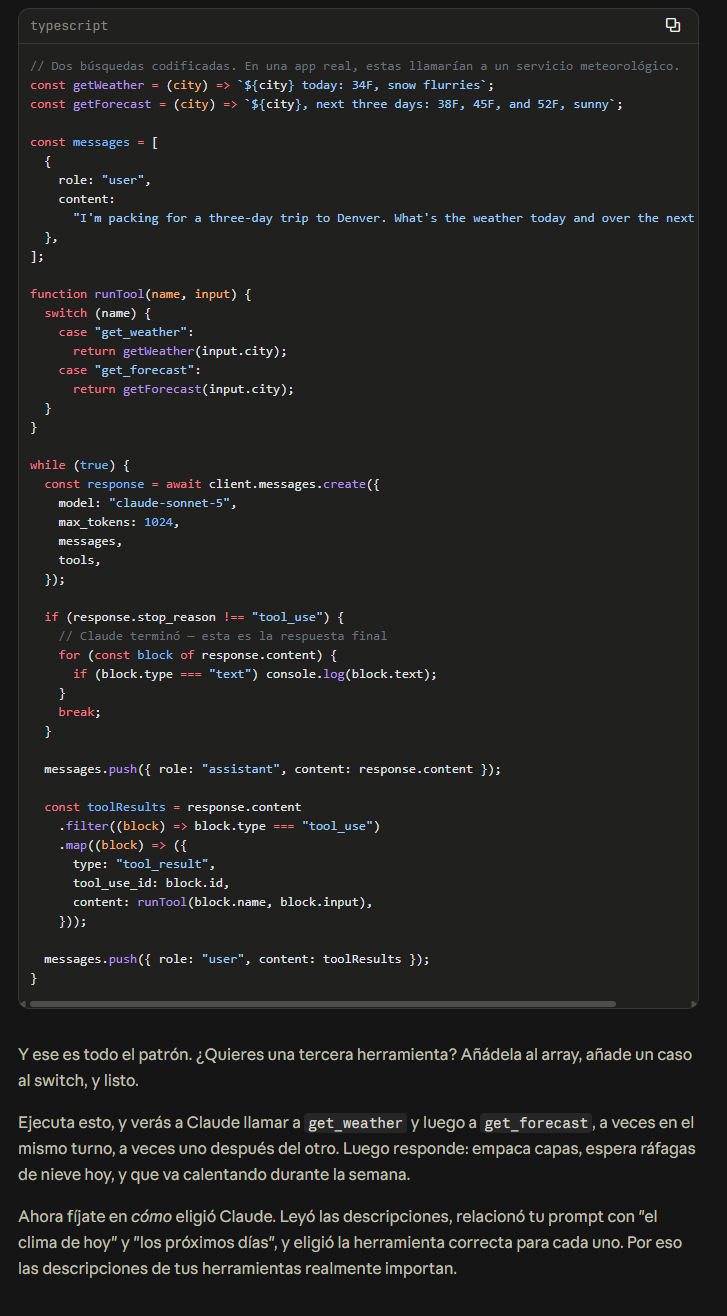 typescript
// Dos búsquedas codificadas. En una app real, estas llamarían a un servicio meteorológico.
const getWeather = (city) => `${city} today: 34F, snow flurries`;
const getForecast = (city) => `${city}, next three days: 38F, 45F, and 52F, sunny`;
const messages = [
  {
    role: "user",
    content:
      "I'm packing for a three-day trip to Denver. What's the weather today and over the next
  },
];
function runTool(name, input) {
  switch (name) {
    case "get_weather":
      return getWeather(input.city);
    case "get_forecast":
      return getForecast(input.city);
  }
}
while (true) {
  const response = await client.messages.create({
    model: "claude-sonnet-5",
    max_tokens: 1024,
    messages,
    tools,
  });
  if (response.stop_reason !== "tool_use") {
    // Claude terminó — esta es la respuesta final
    for (const block of response.content) {
      if (block.type === "text") console.log(block.text);
    }
    break;
  }
  messages.push({ role: "assistant", content: response.content });
  const toolResults = response.content
    .filter((block) => block.type === "tool_use")
    .map((block) => ({
      type: "tool_result",
      tool_use_id: block.id,
      content: runTool(block.name, block.input),
    }));
  messages.push({ role: "user", content: toolResults });
}
Y ese es todo el patrón. ¿Quieres una tercera herramienta? Añádela al array, añade un caso
al switch, y listo.
Ejecuta esto, y verás a Claude llamar a get_weather y luego a get_forecast, a veces en el
mismo turno, a veces uno después del otro. Luego responde: empaca capas, espera ráfagas
de nieve hoy, y que va calentando durante la semana.
Ahora fíjate en cómo eligió Claude. Leyó las descripciones, relacionó tu prompt con "el
clima de hoy" y "los próximos días", y eligió la herramienta correcta para cada uno. Por eso
las descripciones de tus herramientas realmente importan.